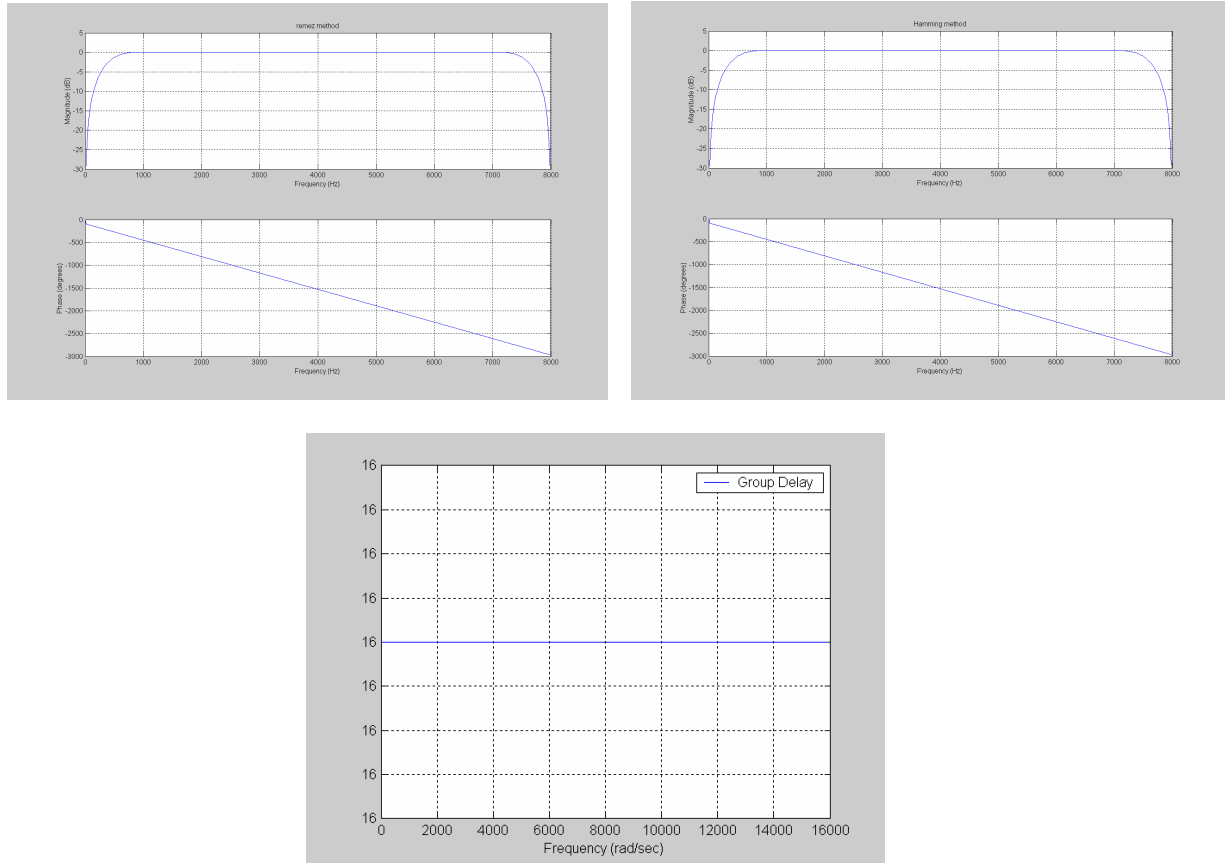 remez method
5
0
-5
-10
-15
-20
-25
-30
Magnitude (dB)
0 1000 2000 3000 4000 5000 6000 7000 8000
Frequency (Hz)
0
-500
-1000
-1500
-2000
-2500
-3000
Phase (degrees)
0 1000 2000 3000 4000 5000 6000 7000 8000
Frequency (Hz)
Hamming method
5
0
-5
-10
-15
-20
-25
-30
Magnitude (dB)
0 1000 2000 3000 4000 5000 6000 7000 8000
Frequency (Hz)
0
-500
-1000
-1500
-2000
-2500
-3000
Phase (degrees)
0 1000 2000 3000 4000 5000 6000 7000 8000
Frequency (Hz)
Group Delay
16
16
16
16
16
16
16
16
16
0 2000 4000 6000 8000 10000 12000 14000 16000
Frequency (rad/sec)